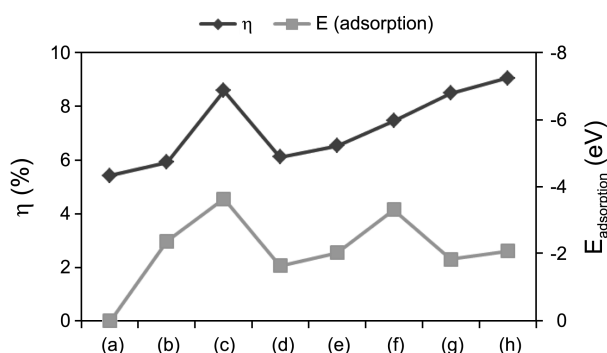 η E (adsorption)
10 -8
8 -6
6 -4
4 -2
2
0 0
η (%)
E_adsorption (eV)
(a) (b) (c) (d) (e) (f) (g) (h)